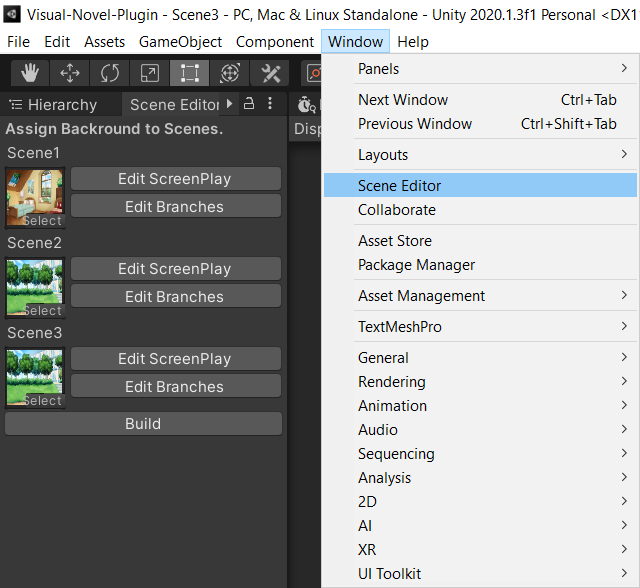 Visual-Novel-Plugin - Scene3 - PC, Mac & Linux Standalone - Unity 2020.1.3f1 Personal <DX1
File Edit Assets GameObject Component Window Help
Hierarchy Scene Editor
Disp
Assign Backround to Scenes.
Scene1
Select
Edit ScreenPlay
Edit Branches
Scene2
Select
Edit ScreenPlay
Edit Branches
Scene3
Select
Edit ScreenPlay
Edit Branches
Build
Panels
Next Window Ctrl+Tab
Previous Window Ctrl+Shift+Tab
Layouts
Scene Editor
Collaborate
Asset Store
Package Manager
Asset Management
TextMeshPro
General
Rendering
Animation
Audio
Sequencing
Analysis
2D
AI
XR
UI Toolkit